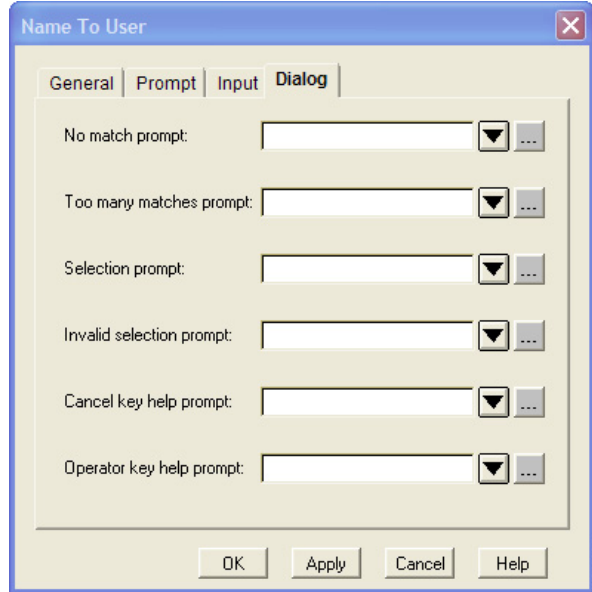 Name To User
General Prompt Input Dialog
No match prompt:
...
Too many matches prompt:
...
Selection prompt:
...
Invalid selection prompt:
...
Cancel key help prompt:
...
Operator key help prompt:
...
OK Apply Cancel Help